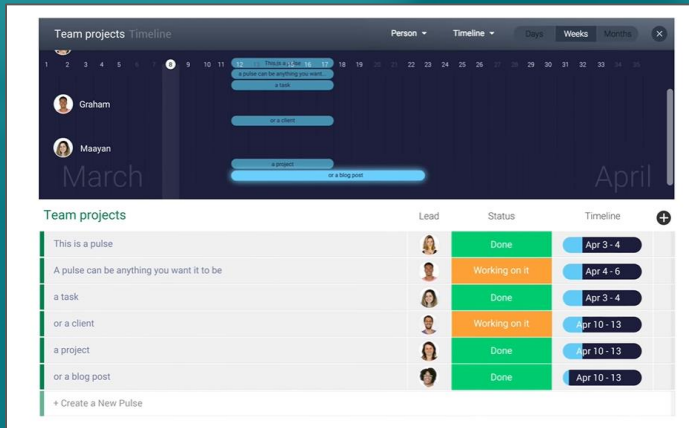 Team projects Timeline Person Timeline Days Weeks Months
1 2 3 4 5 6 7 8 9 10 11 12 16 17 18 19 20 21 22 23 24 25 26 27 28 29 30 31 32 33 34 35
This is a pulse
a pulse can be anything you want...
a task
Graham
or a client
Maayan
a project
or a blog post
March April
Team projects Lead Status Timeline
This is a pulse Done Apr 3 - 4
A pulse can be anything you want it to be Working on it Apr 4 - 6
a task Done Apr 3 - 4
or a client Working on it Apr 10 - 13
a project Done Apr 10 - 13
or a blog post Done Apr 10 - 13
+ Create a New Pulse